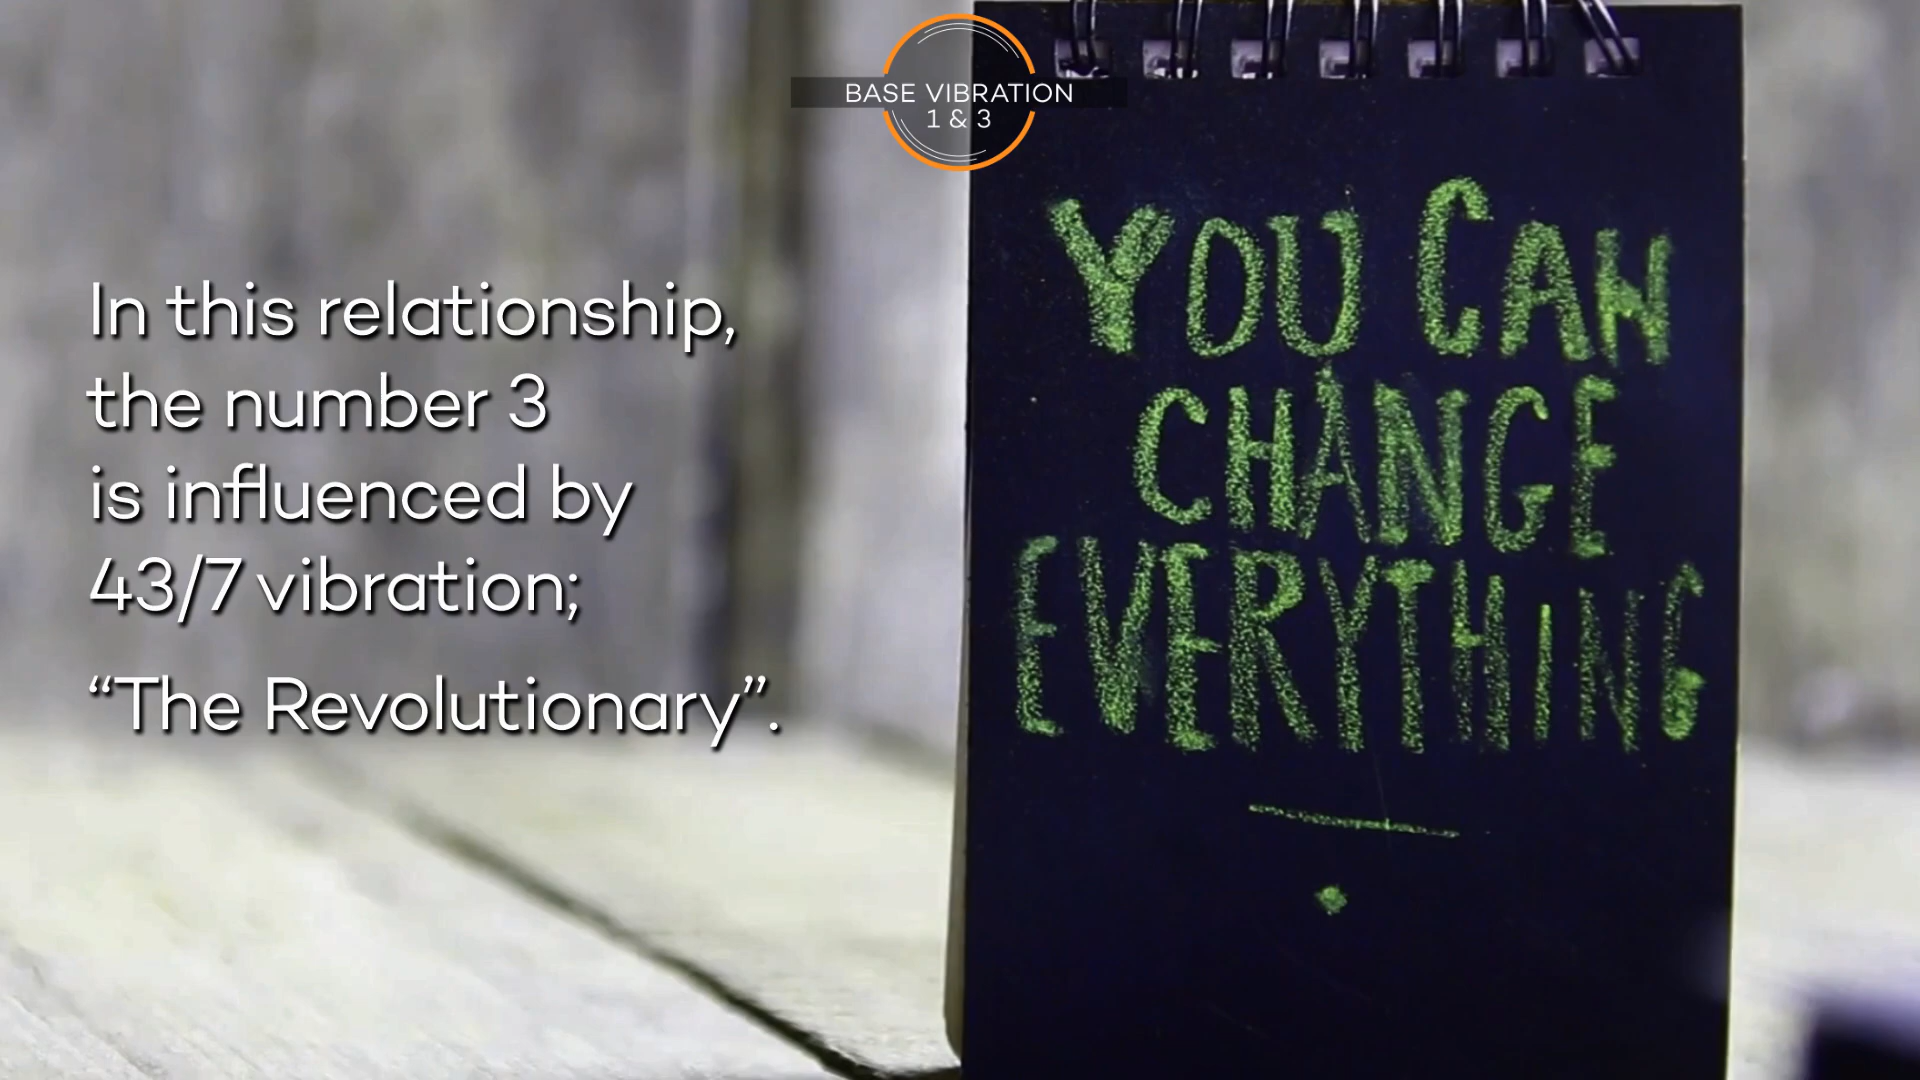 BASE VIBRATION
1 & 3
In this relationship,
the number 3
is influenced by
43/7 vibration;
“The Revolutionary”.
YOU CAN
CHANGE
EVERYTHING